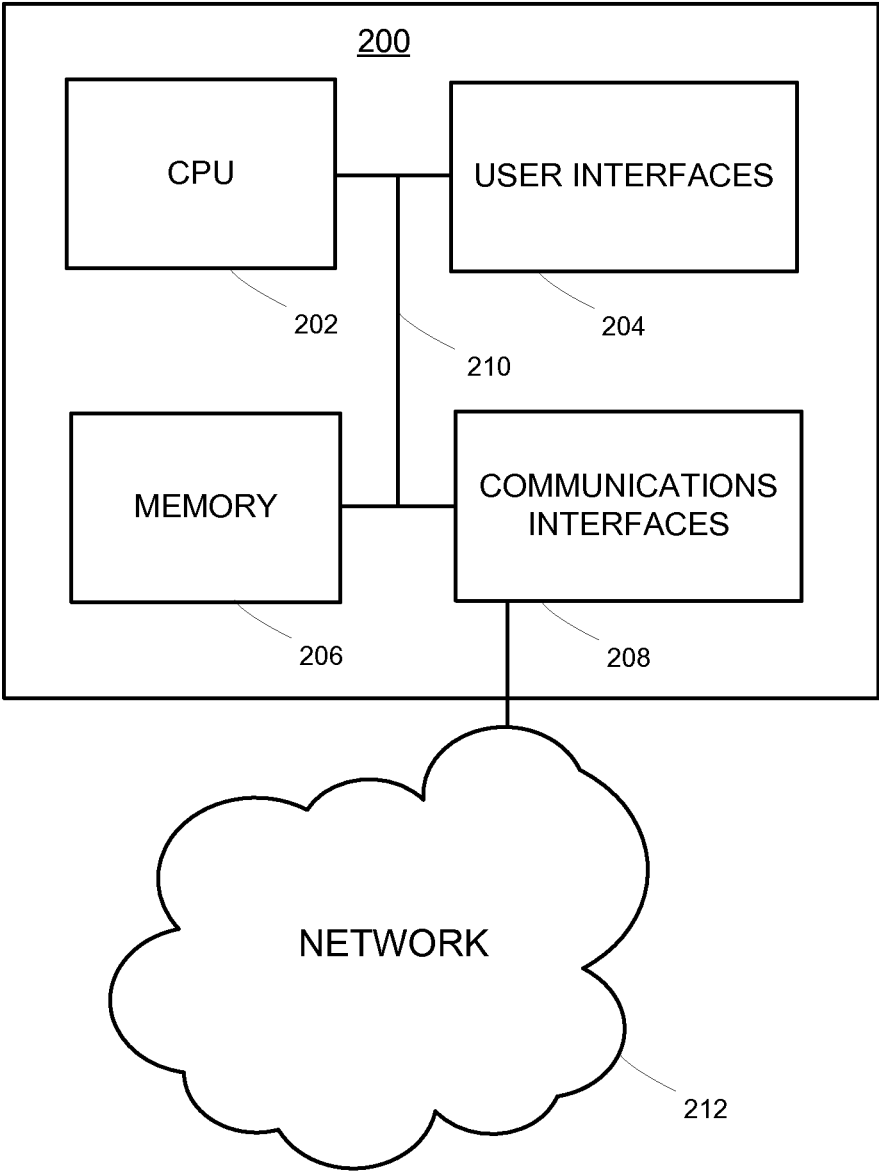 200
CPU
USER INTERFACES
202
204
210
MEMORY
COMMUNICATIONS
INTERFACES
206
208
NETWORK
212